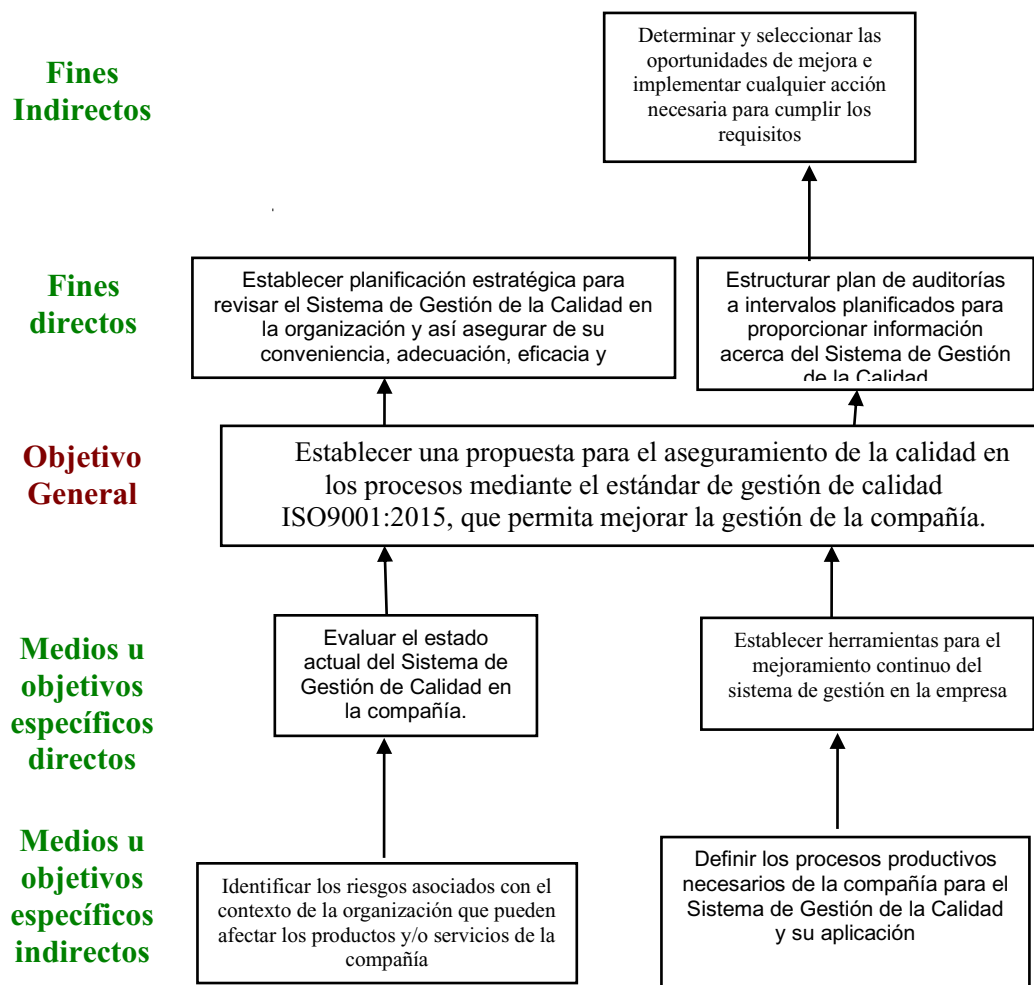 Fines
Indirectos
Determinar y seleccionar las
oportunidades de mejora e
implementar cualquier acción
necesaria para cumplir los
requisitos
Fines
directos
Establecer planificación estratégica para
revisar el Sistema de Gestión de la Calidad en
la organización y así asegurar de su
conveniencia, adecuación, eficacia y
Estructurar plan de auditorías
a intervalos planificados para
proporcionar información
acerca del Sistema de Gestión
de la Calidad
Objetivo
General
Establecer una propuesta para el aseguramiento de la calidad en
los procesos mediante el estándar de gestión de calidad
ISO9001:2015, que permita mejorar la gestión de la compañía.
Medios u
objetivos
específicos
directos
Evaluar el estado
actual del Sistema de
Gestión de Calidad en
la compañía.
Establecer herramientas para el
mejoramiento continuo del
sistema de gestión en la empresa
Medios u
objetivos
específicos
indirectos
Identificar los riesgos asociados con el
contexto de la organización que pueden
afectar los productos y/o servicios de la
compañía
Definir los procesos productivos
necesarios de la compañía para el
Sistema de Gestión de la Calidad
y su aplicación